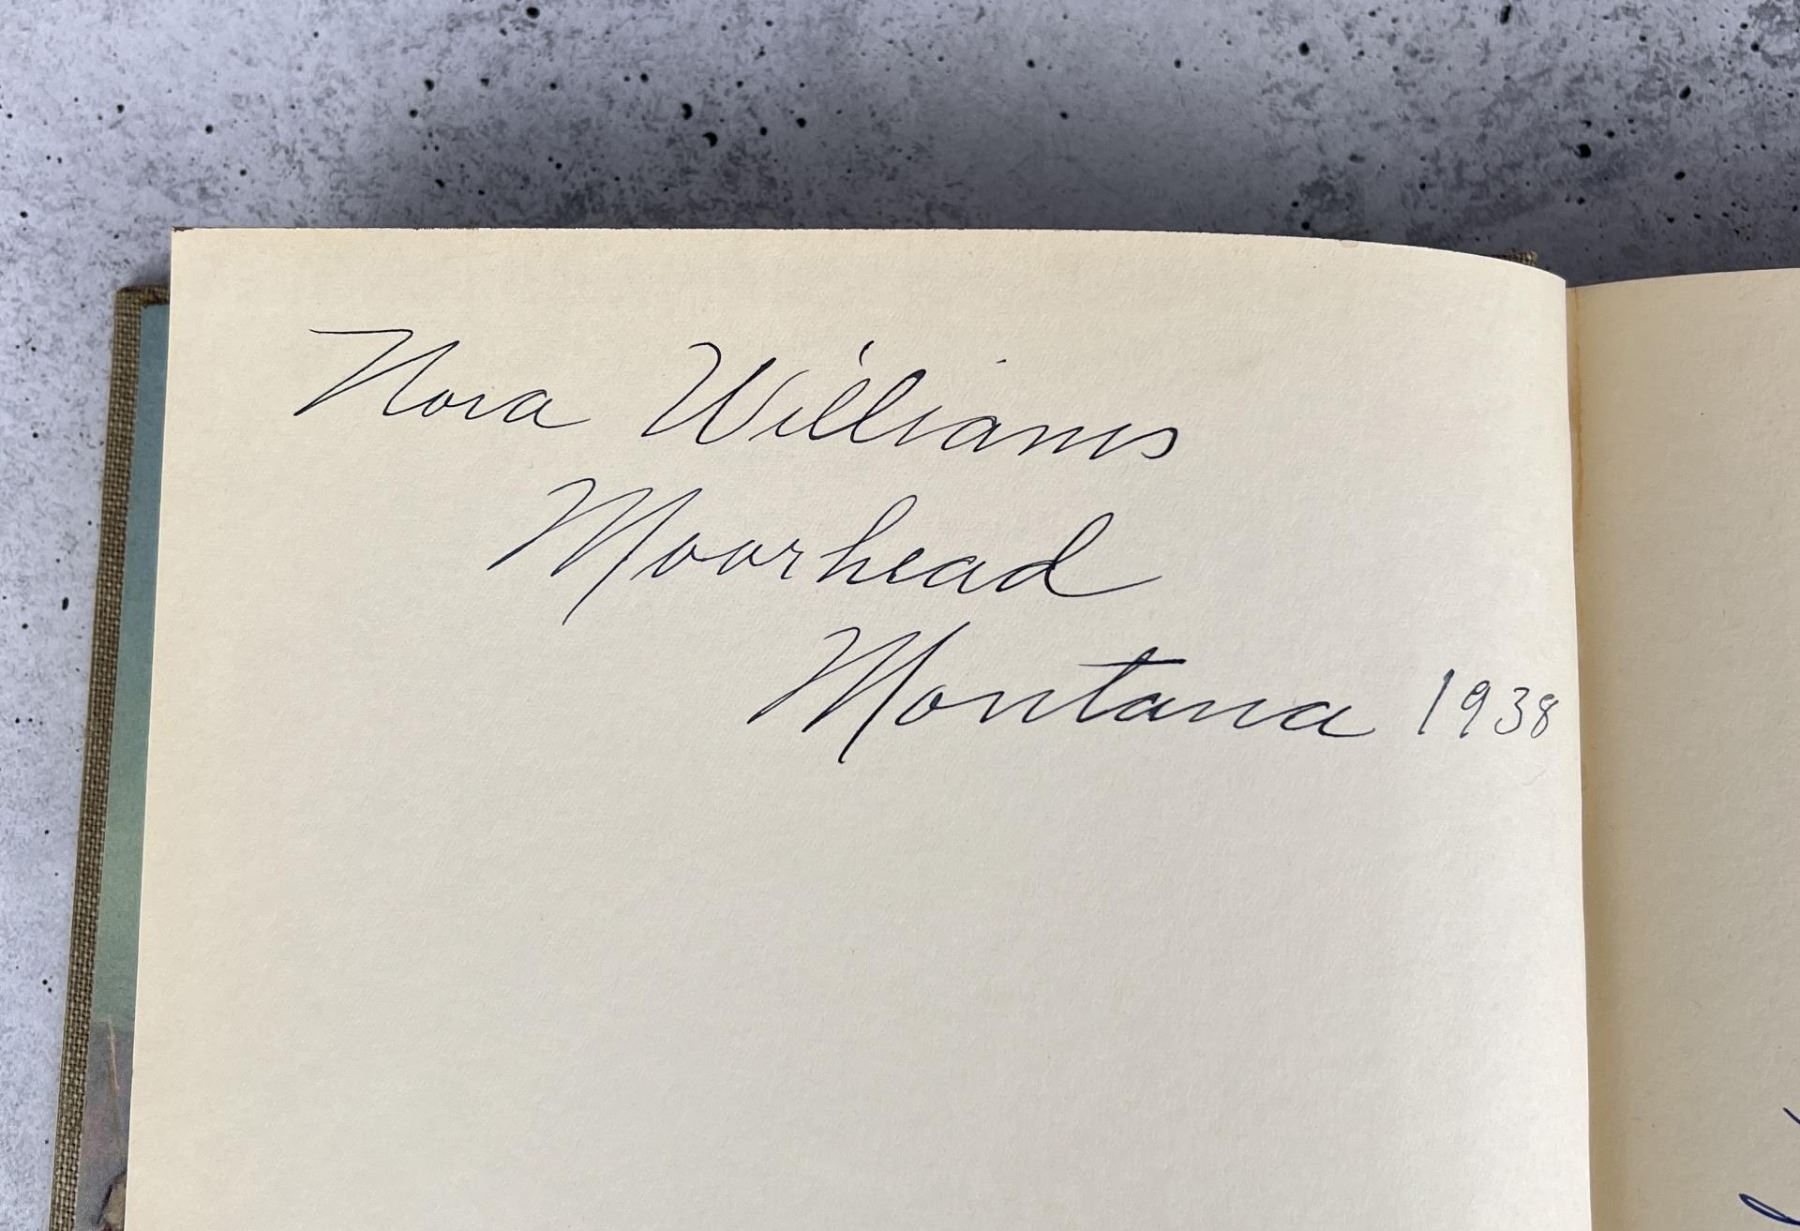 Nora Williams
Moorhead
Montana 1938